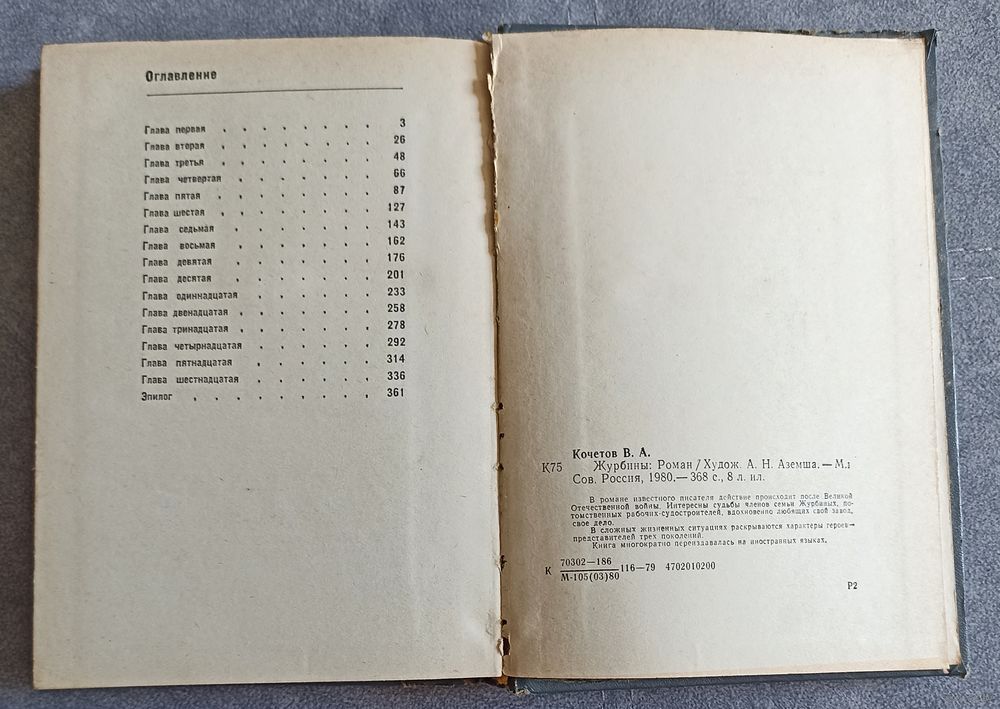 Оглавление
Глава первая . . . . . . . . 3
Глава вторая . . . . . . . . 26
Глава третья . . . . . . . . 48
Глава четвертая . . . . . . . 66
Глава пятая . . . . . . . . 87
Глава шестая . . . . . . . . 127
Глава седьмая . . . . . . . 143
Глава восьмая . . . . . . . 162
Глава девятая . . . . . . . 176
Глава десятая . . . . . . . 201
Глава одиннадцатая . . . . . . 233
Глава двенадцатая . . . . . . . 258
Глава тринадцатая . . . . . . . 278
Глава четырнадцатая . . . . . . 292
Глава пятнадцатая . . . . . . 314
Глава шестнадцатая . . . . . . 336
Эпилог . . . . . . . . . 361
Кочетов В. А.
К75 Журбины: Роман / Худож. А. Н. Аземша. — М.:
Сов. Россия, 1980.— 368 с., 8 л. ил.
В романе известного писателя действие происходит после Великой
Отечественной войны. Интересны судьбы членов семьи Журбиных, по-
томственных рабочих-судостроителей, вдохновенно любящих свой завод,
свое дело.
В сложных жизненных ситуациях раскрываются характеры героев—
представителей трех поколений.
Книга многократно переиздавалась на иностранных языках.
К 70302—186
М-105(03)80
116—79 4702010200
Р2